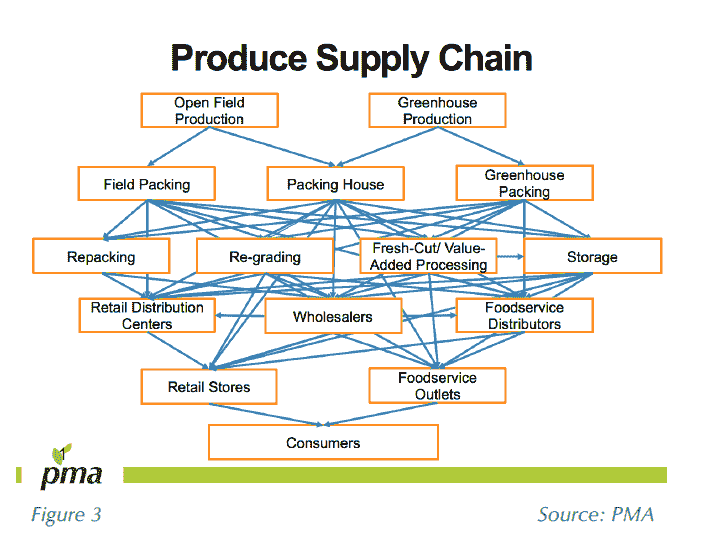 Produce Supply Chain
Open Field
Production
Greenhouse
Production
Field Packing
Packing House
Greenhouse
Packing
Repacking
Re-grading
Fresh-Cut/ Value-
Added Processing
Storage
Retail Distribution
Centers
Wholesalers
Foodservice
Distributors
Retail Stores
Foodservice
Outlets
Consumers
1
pma
Figure 3
Source: PMA